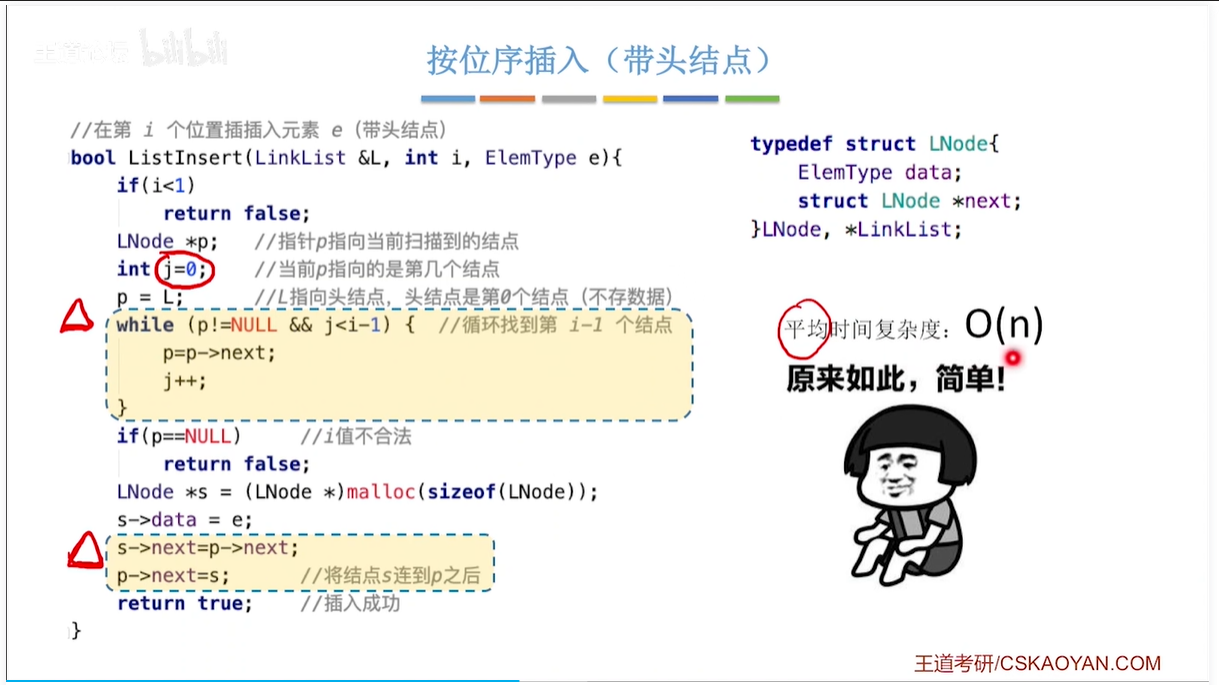 王道论坛 bilibili
按位序插入（带头结点）
//在第 i 个位置插插入元素 e（带头结点）
bool ListInsert(LinkList &L, int i, ElemType e){
if(i<1)
return false;
LNode *p; //指针p指向当前扫描到的结点
int j=0; //当前p指向的是第几个结点
p = L; //L指向头结点，头结点是第0个结点（不存数据）
while (p!=NULL && j<i-1) { //循环找到第 i-1 个结点
p=p->next;
j++;
}
if(p==NULL) //i值不合法
return false;
LNode *s = (LNode *)malloc(sizeof(LNode));
s->data = e;
s->next=p->next;
p->next=s; //将结点s连到p之后
return true; //插入成功
}
typedef struct LNode{
ElemType data;
struct LNode *next;
}LNode, *LinkList;
平均时间复杂度：O(n)
原来如此，简单!
王道考研/CSKAOYAN.COM